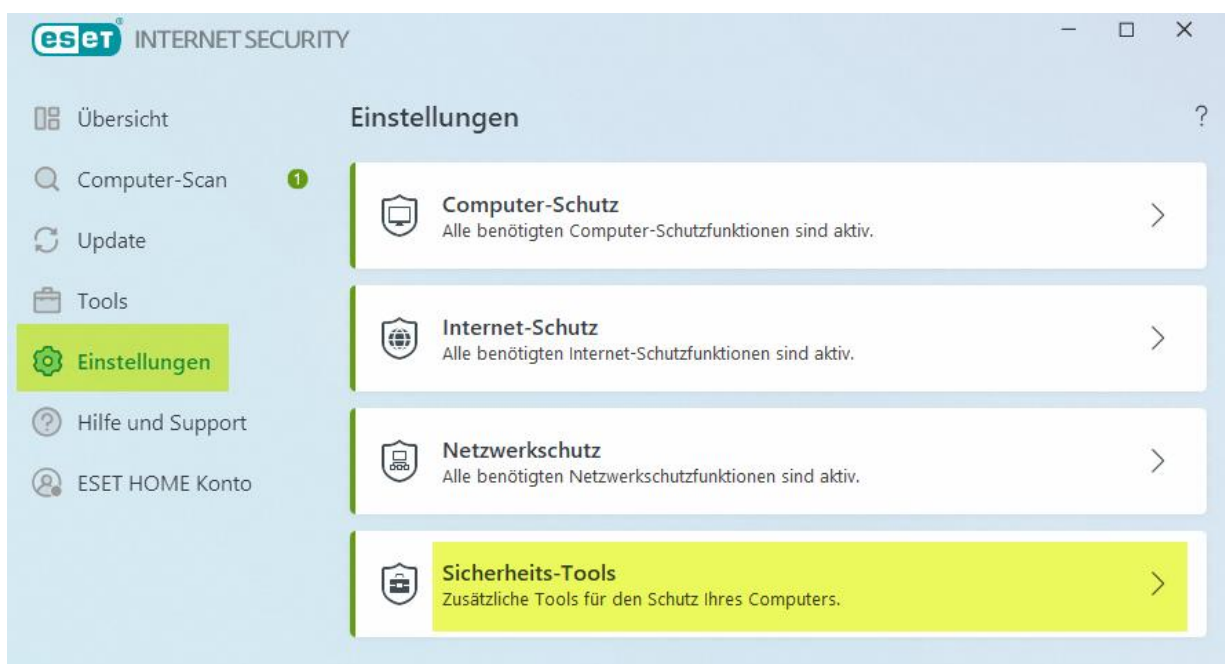 eset® INTERNET SECURITY
Übersicht
Computer-Scan 1
Update
Tools
Einstellungen
Hilfe und Support
ESET HOME Konto
Einstellungen ?
Computer-Schutz
Alle benötigten Computer-Schutzfunktionen sind aktiv.
Internet-Schutz
Alle benötigten Internet-Schutzfunktionen sind aktiv.
Netzwerkschutz
Alle benötigten Netzwerkschutzfunktionen sind aktiv.
Sicherheits-Tools
Zusätzliche Tools für den Schutz Ihres Computers.